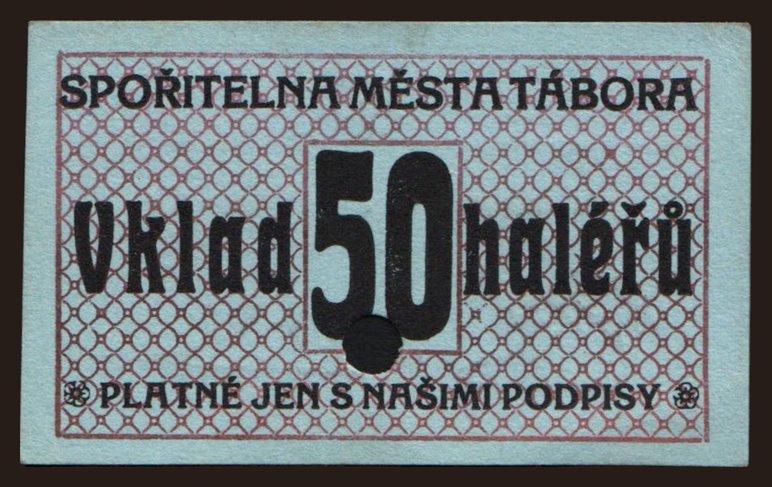 SPOŘITELNA MĚSTA TÁBORA
Vklad 50 haléřů
PLATNÉ JEN S NAŠIMI PODPISY